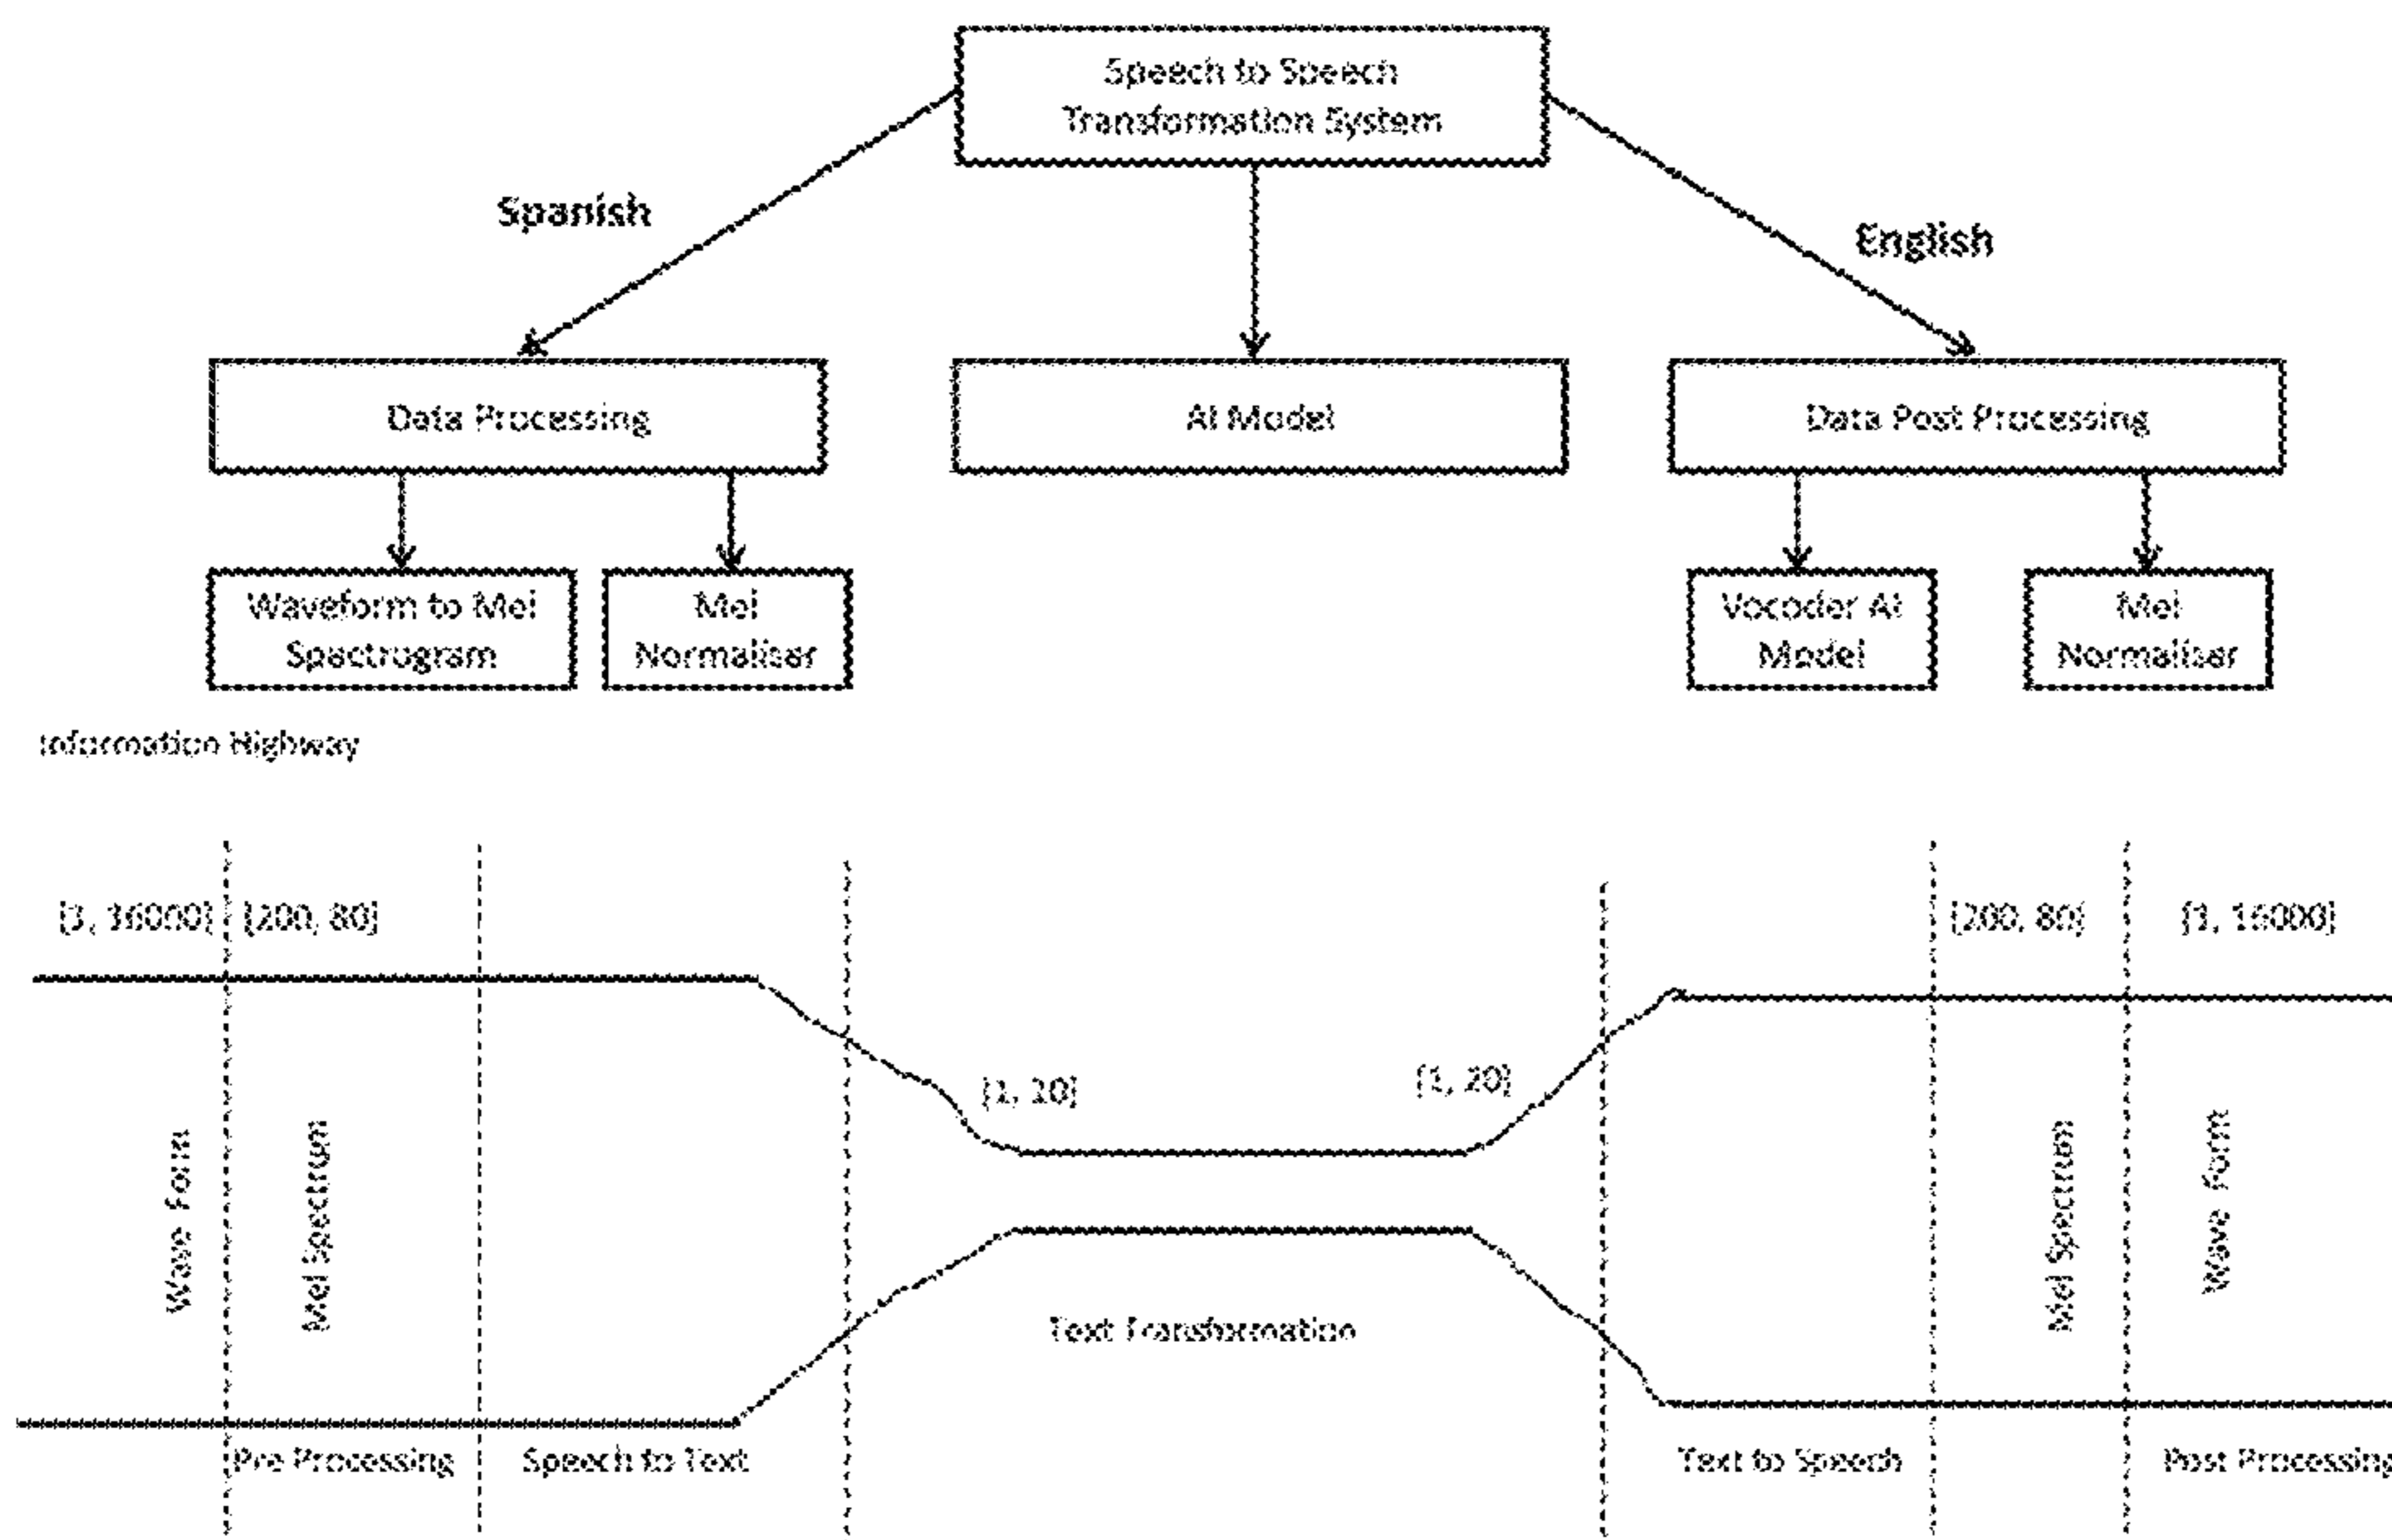 Speech to Speech
Transformation System
Spanish
English
Data Processing
AI Model
Data Post Processing
Waveform to Mel
Spectrogram
Mel
Normaliser
Vocoder AI
Model
Mel
Normaliser
Information Highway
[1, 16000]
[200, 80]
[200, 80]
[1, 16000]
[1, 20]
[1, 20]
Wave Form
Mel Spectrum
Mel Spectrum
Wave Form
Text Transformation
Pre Processing
Speech to Text
Text to Speech
Post Processing